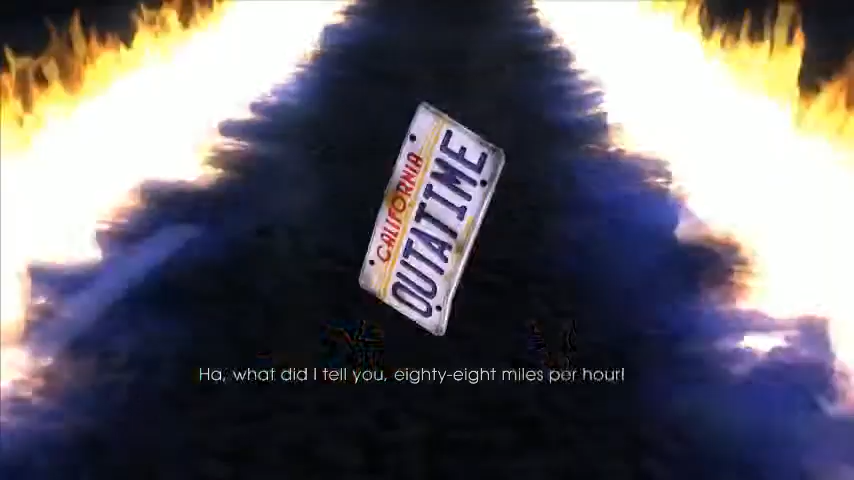 CALIFORNIA
OUTATIME
Ha, what did I tell you, eighty-eight miles per hour!